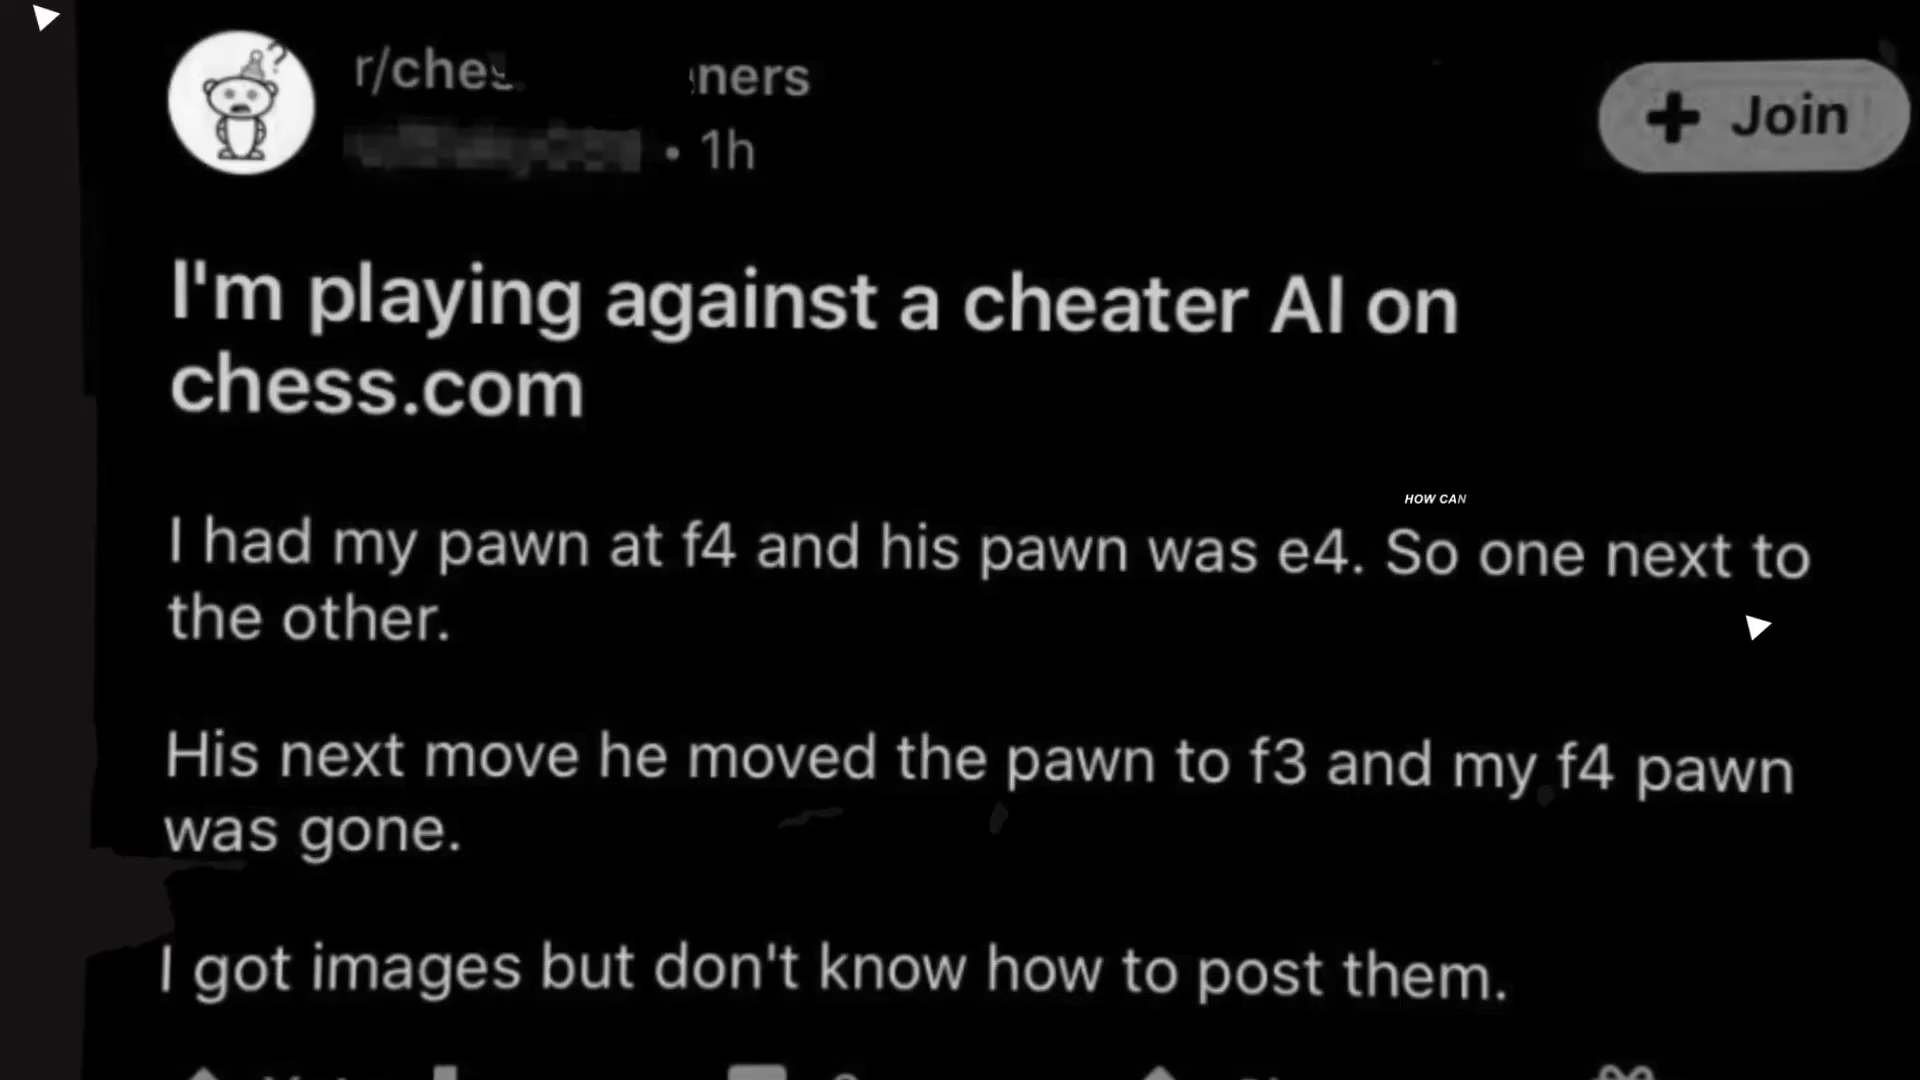 r/ches ners
• 1h
Join
I'm playing against a cheater AI on
chess.com
HOW CAN
I had my pawn at f4 and his pawn was e4. So one next to
the other.
His next move he moved the pawn to f3 and my f4 pawn
was gone.
I got images but don't know how to post them.